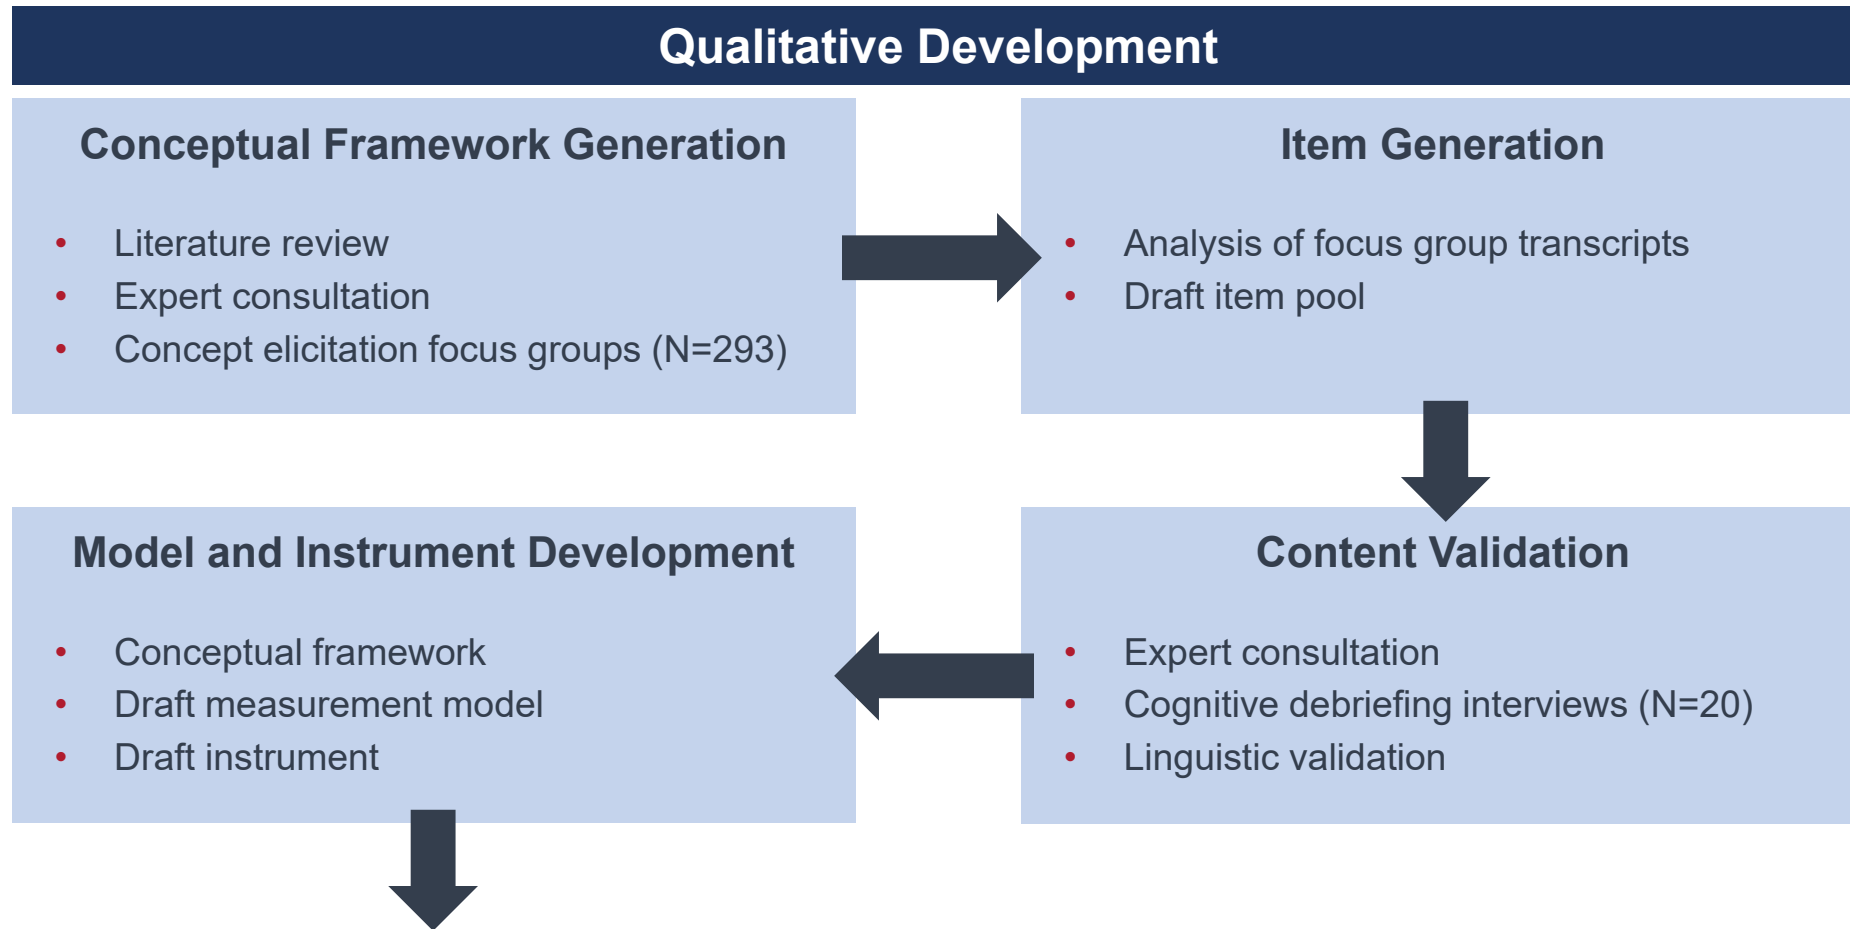 Qualitative Development
Conceptual Framework Generation
• Literature review
• Expert consultation
• Concept elicitation focus groups (N=293)
Item Generation
• Analysis of focus group transcripts
• Draft item pool
Content Validation
• Expert consultation
• Cognitive debriefing interviews (N=20)
• Linguistic validation
Model and Instrument Development
• Conceptual framework
• Draft measurement model
• Draft instrument